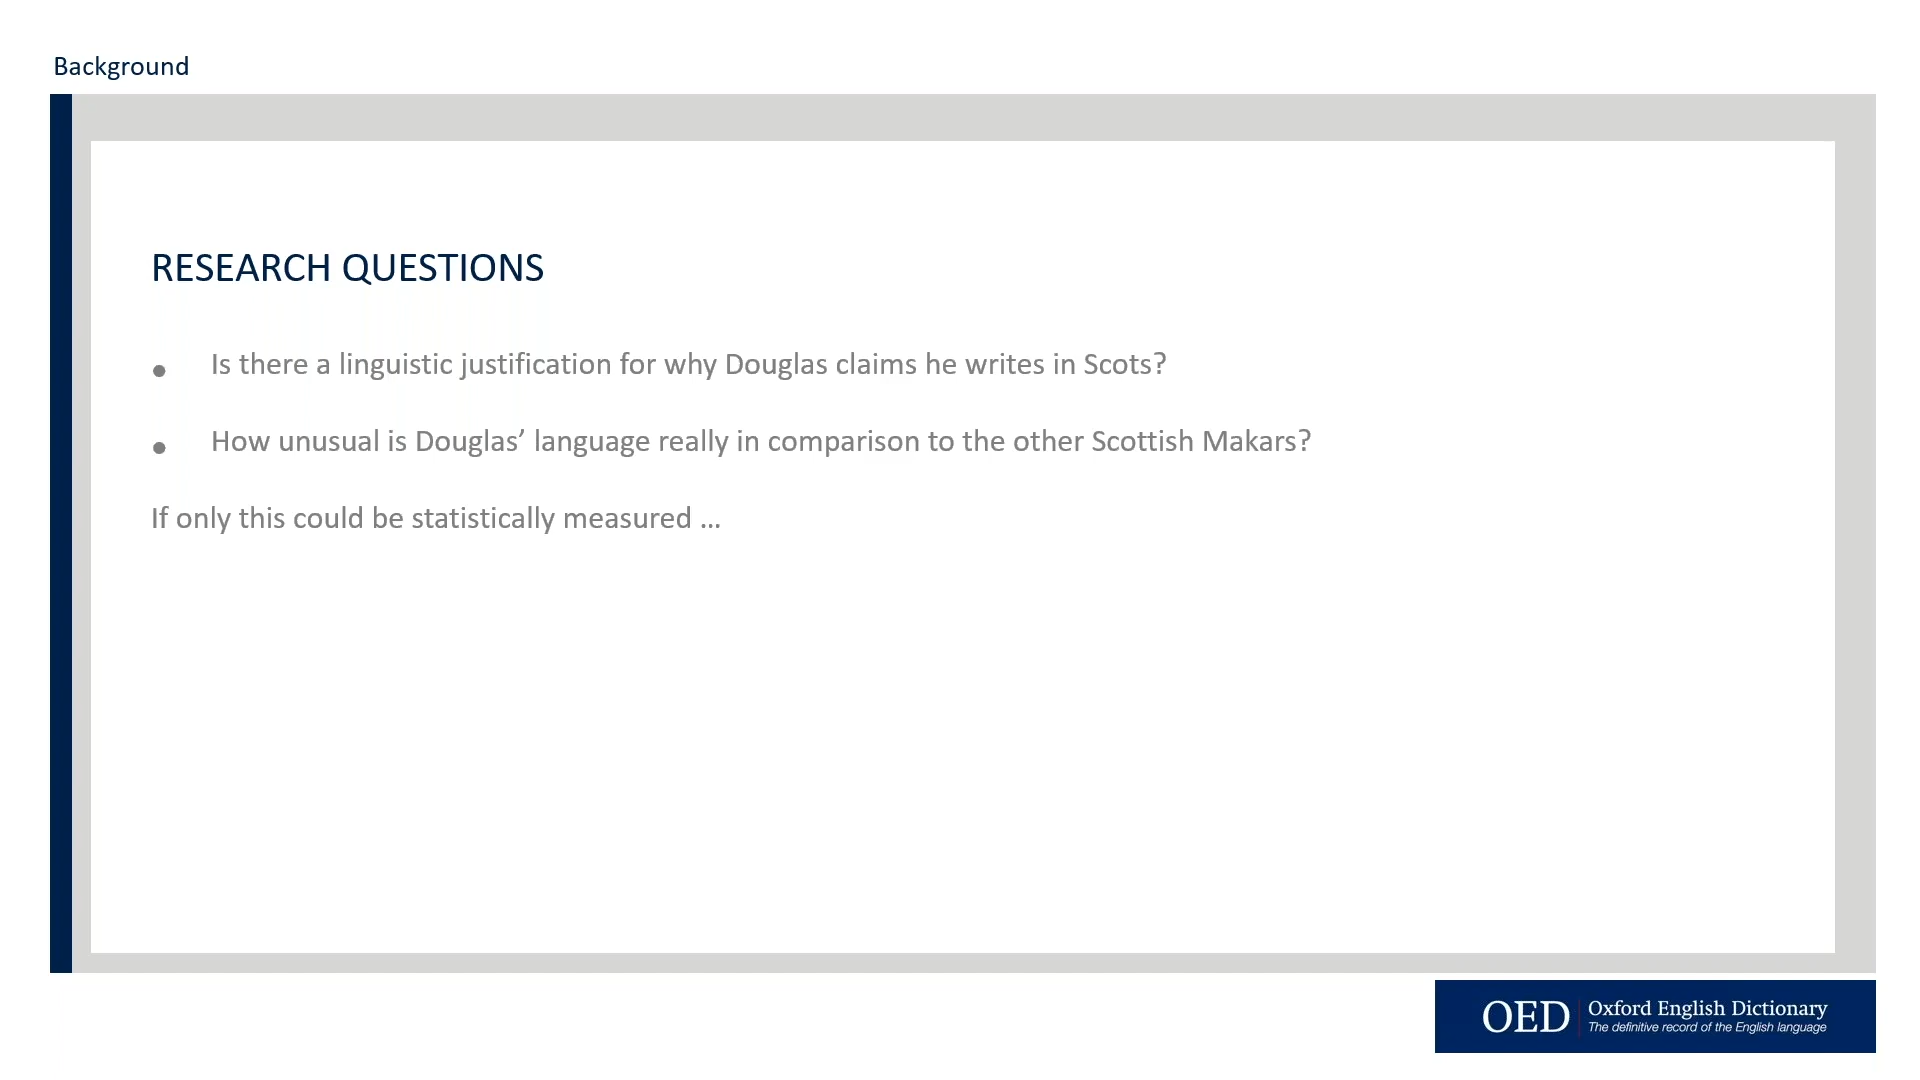 Background
RESEARCH QUESTIONS
• Is there a linguistic justification for why Douglas claims he writes in Scots?
• How unusual is Douglas’ language really in comparison to the other Scottish Makars?
If only this could be statistically measured …
OED
Oxford English Dictionary
The definitive record of the English language